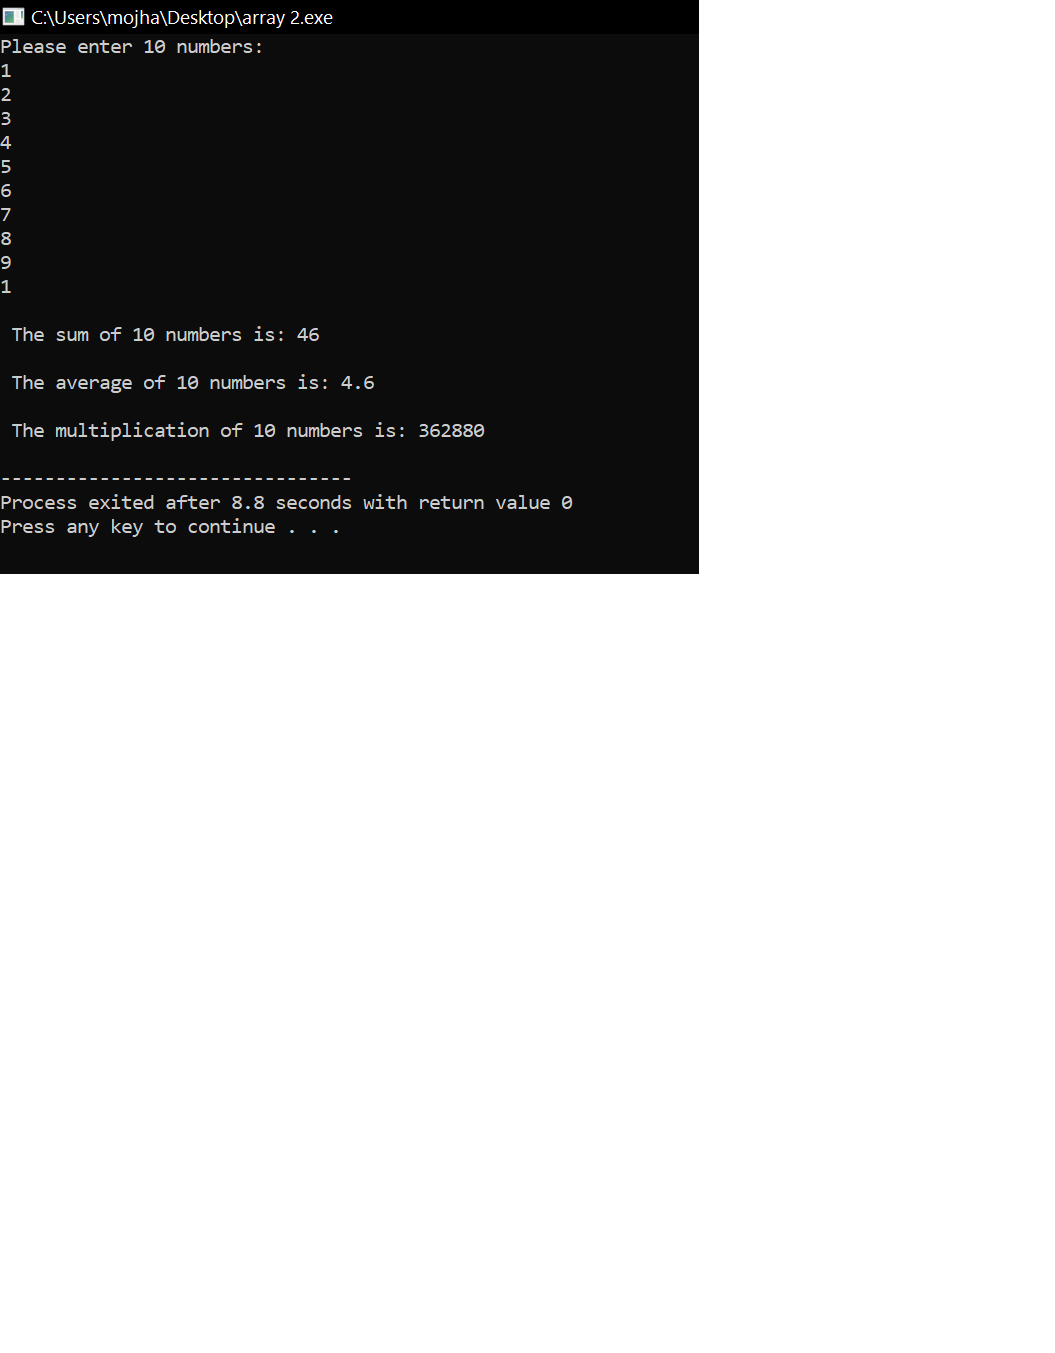 C:\Users\mojha\Desktop\array 2.exe
Please enter 10 numbers:
1
2
3
4
5
6
7
8
9
1
The sum of 10 numbers is: 46
The average of 10 numbers is: 4.6
The multiplication of 10 numbers is: 362880
--------------------------------
Process exited after 8.8 seconds with return value 0
Press any key to continue . . .